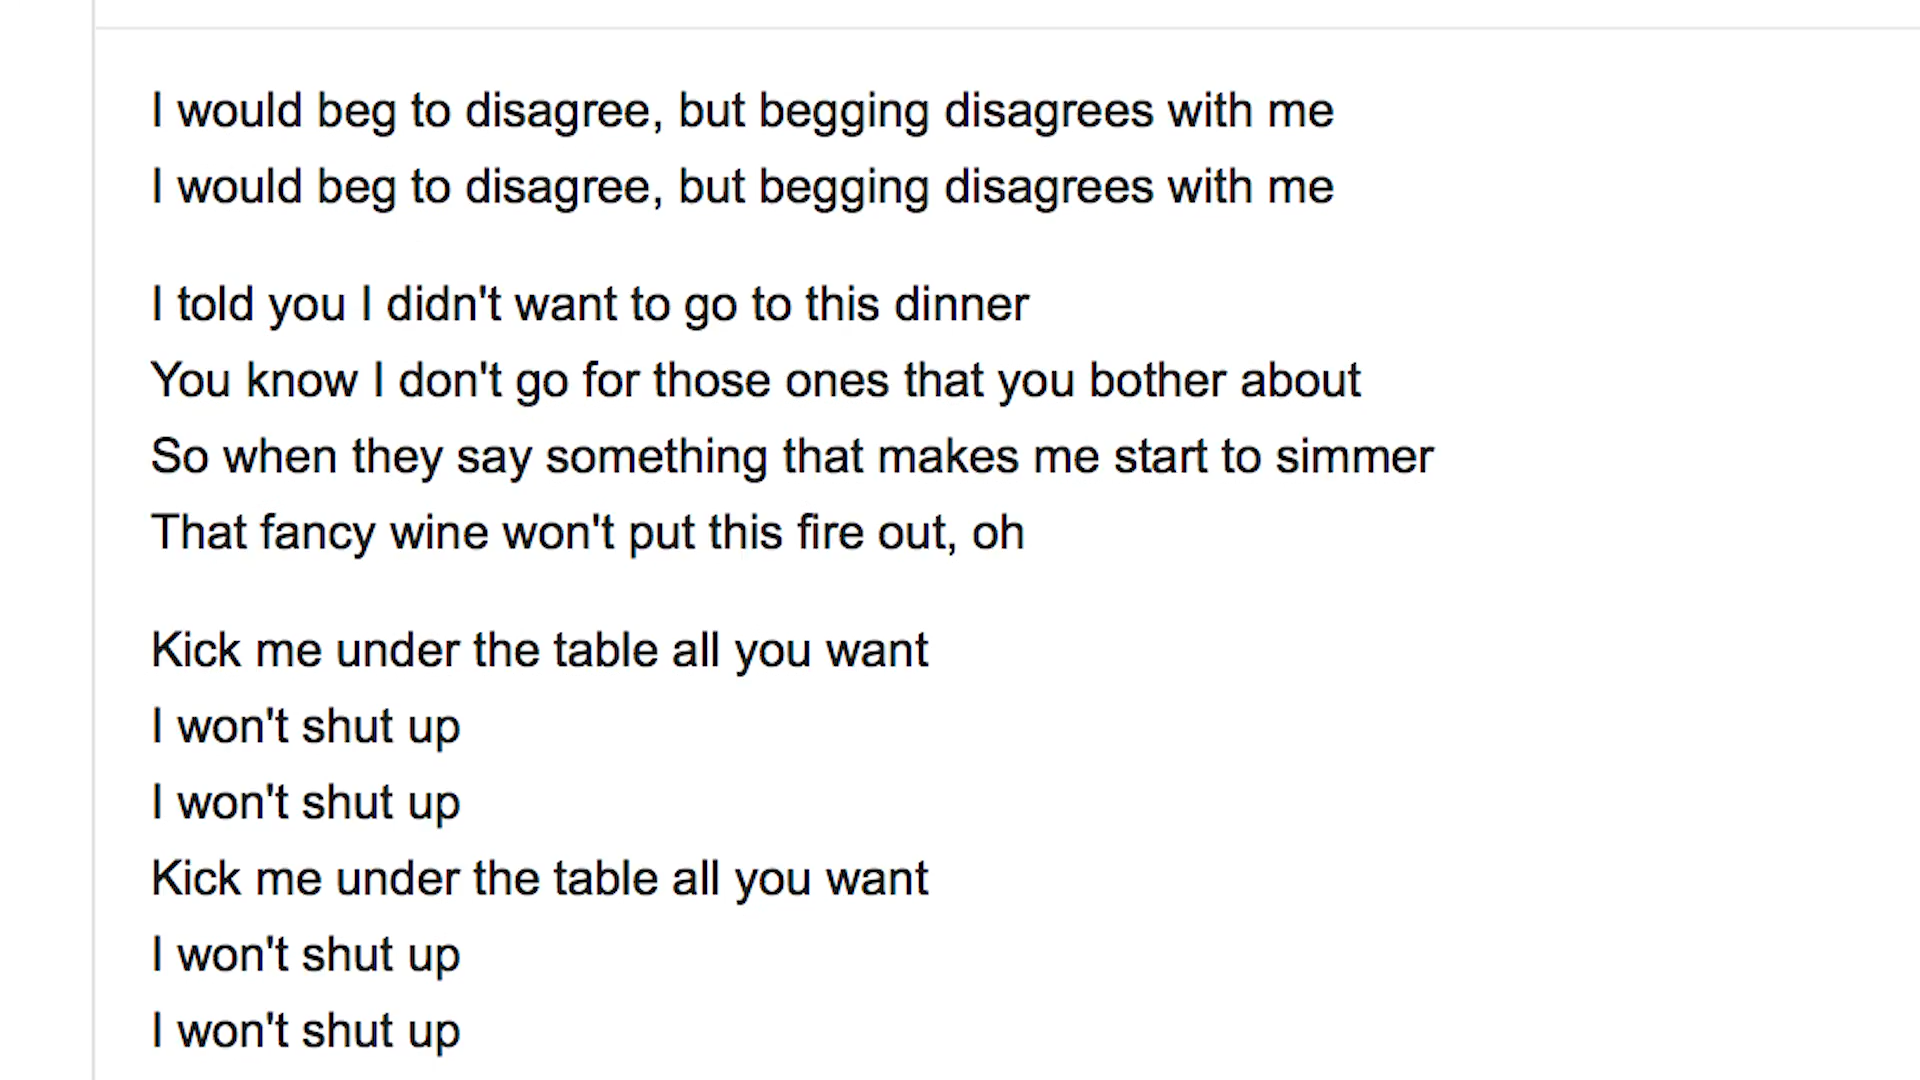 I would beg to disagree, but begging disagrees with me
I would beg to disagree, but begging disagrees with me
I told you I didn't want to go to this dinner
You know I don't go for those ones that you bother about
So when they say something that makes me start to simmer
That fancy wine won't put this fire out, oh
Kick me under the table all you want
I won't shut up
I won't shut up
Kick me under the table all you want
I won't shut up
I won't shut up